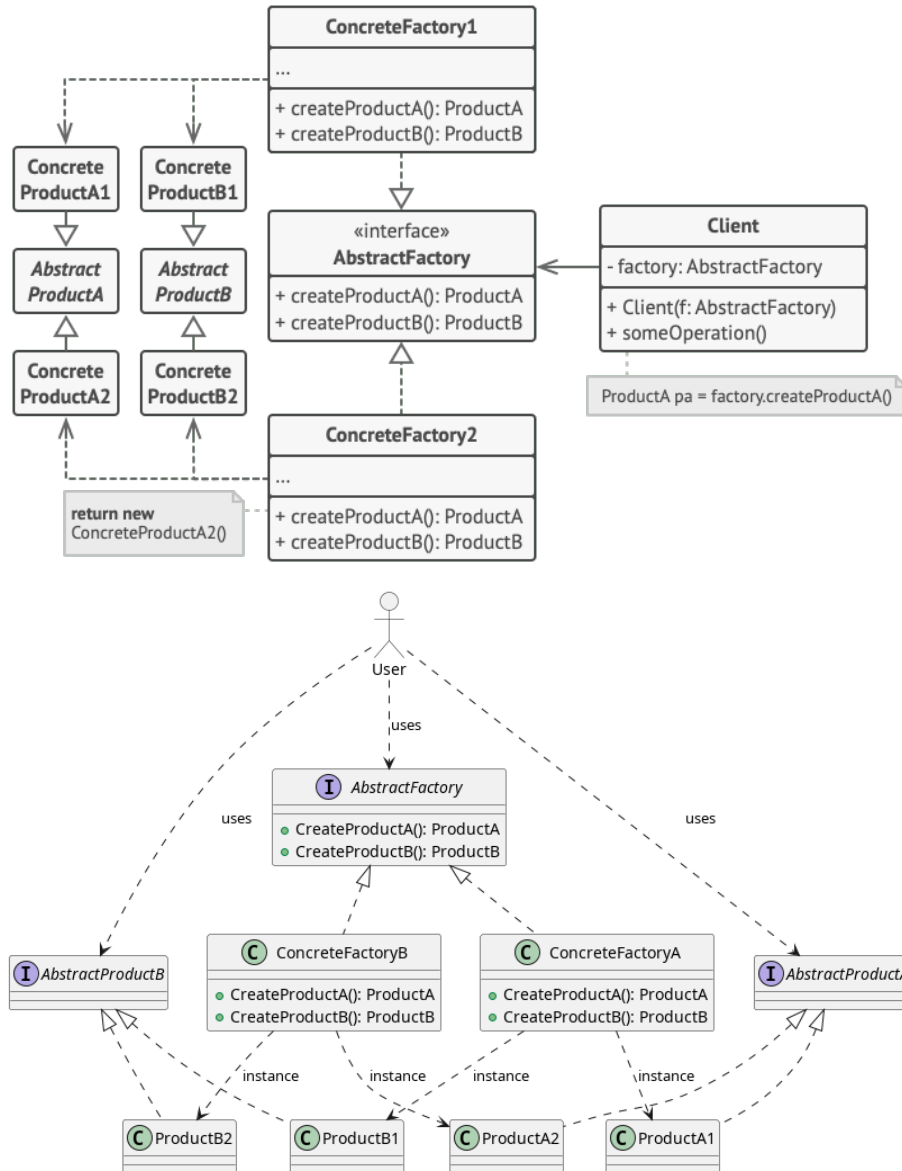 ConcreteFactory1
...
+ createProductA(): ProductA
+ createProductB(): ProductB
Concrete
ProductA1
Concrete
ProductB1
Abstract
ProductA
Abstract
ProductB
Concrete
ProductA2
Concrete
ProductB2
«interface»
AbstractFactory
+ createProductA(): ProductA
+ createProductB(): ProductB
Client
- factory: AbstractFactory
+ Client(f: AbstractFactory)
+ someOperation()
ProductA pa = factory.createProductA()
ConcreteFactory2
...
+ createProductA(): ProductA
+ createProductB(): ProductB
return new
ConcreteProductA2()
User
uses
uses
uses
I AbstractFactory
CreateProductA(): ProductA
CreateProductB(): ProductB
I AbstractProductB
C ConcreteFactoryB
CreateProductA(): ProductA
CreateProductB(): ProductB
C ConcreteFactoryA
CreateProductA(): ProductA
CreateProductB(): ProductB
I AbstractProductA
instance
instance
instance
instance
C ProductB2
C ProductB1
C ProductA2
C ProductA1